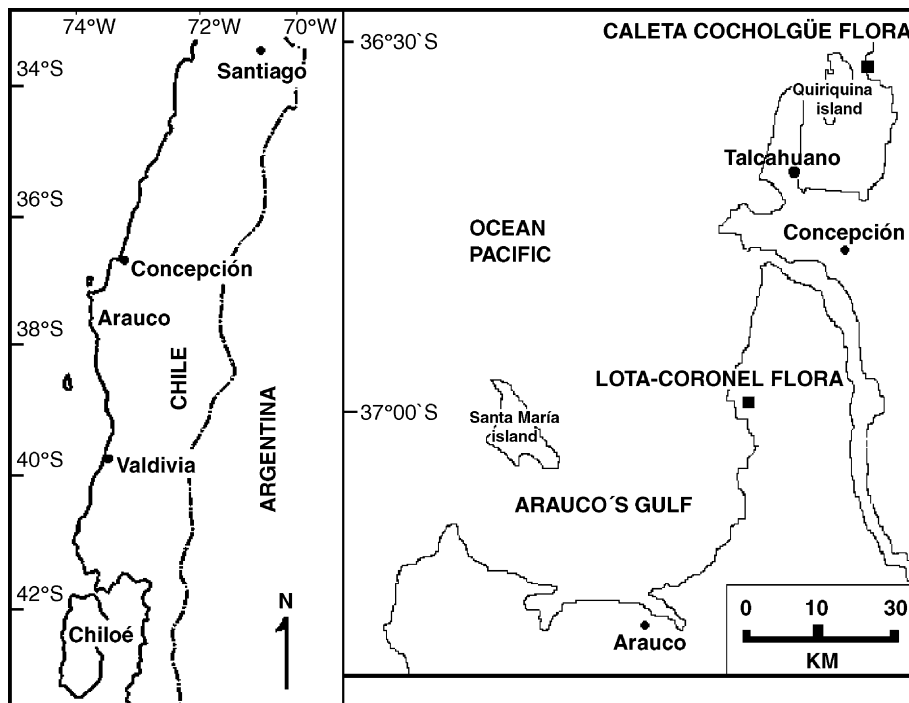 74°W
72°W
70°W
34°S
Santiago
36°S
Concepción
Arauco
38°S
CHILE
ARGENTINA
40°S
Valdivia
42°S
Chiloé
N
36°30`S
CALETA COCHOLGÜE FLORA
Quiriquina
island
Talcahuano
OCEAN
PACIFIC
Concepción
LOTA-CORONEL FLORA
37°00`S
Santa María
island
ARAUCO´S GULF
Arauco
0 10 30
KM